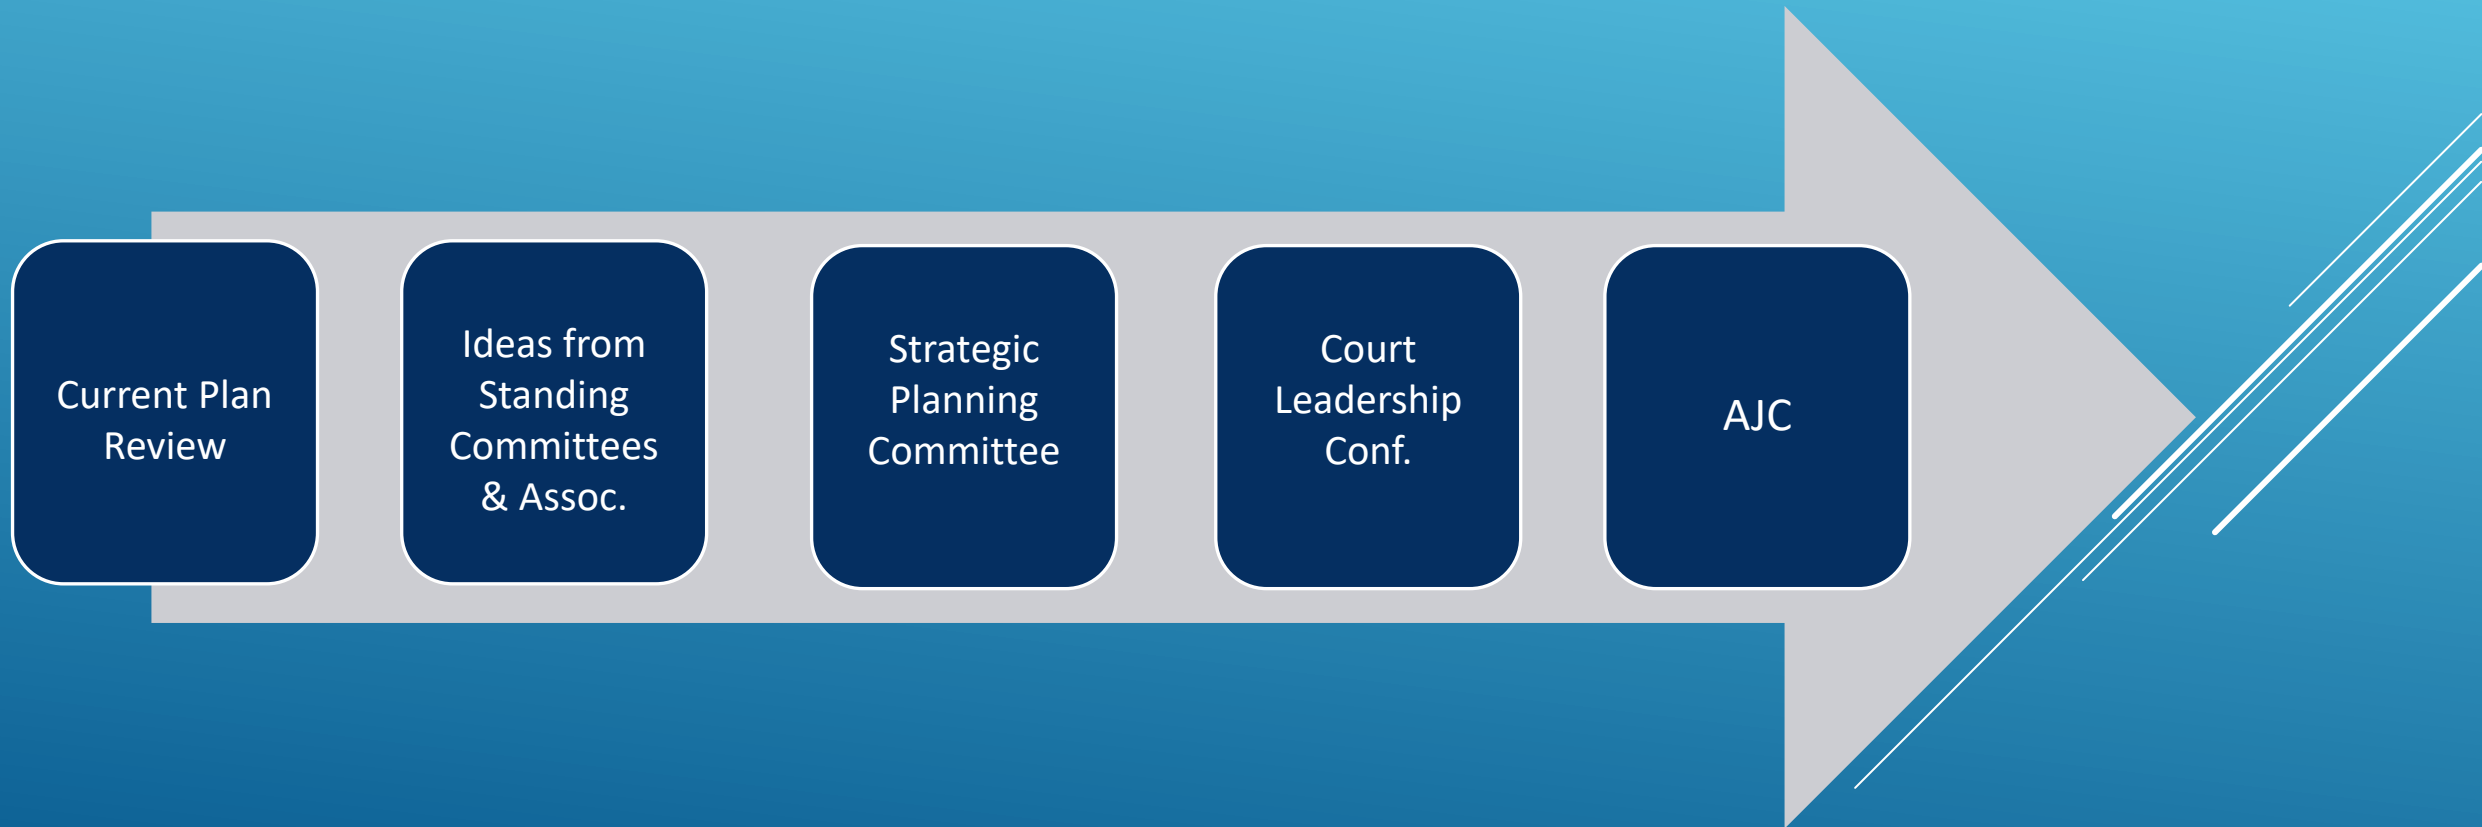 Current Plan
Review
Ideas from
Standing
Committees
& Assoc.
Strategic
Planning
Committee
Court
Leadership
Conf.
AJC